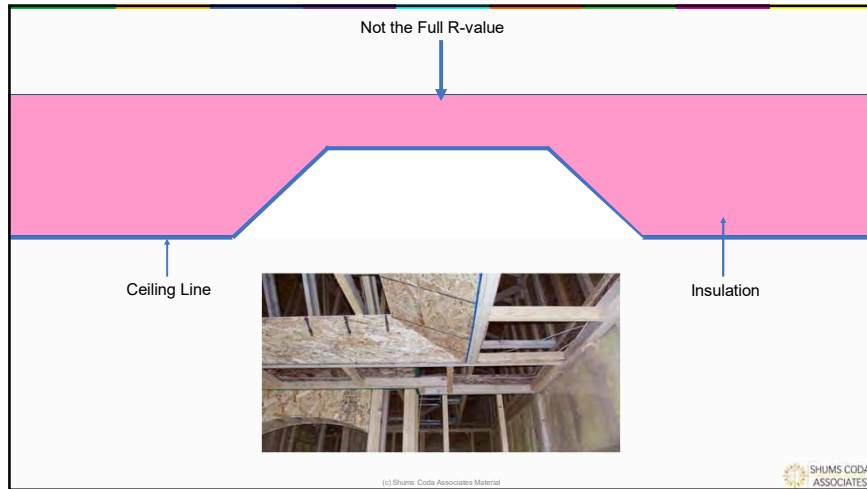 Not the Full R-value
Ceiling Line
Insulation
(c) Shums Coda Associates Material
SHUMS CODA
ASSOCIATES